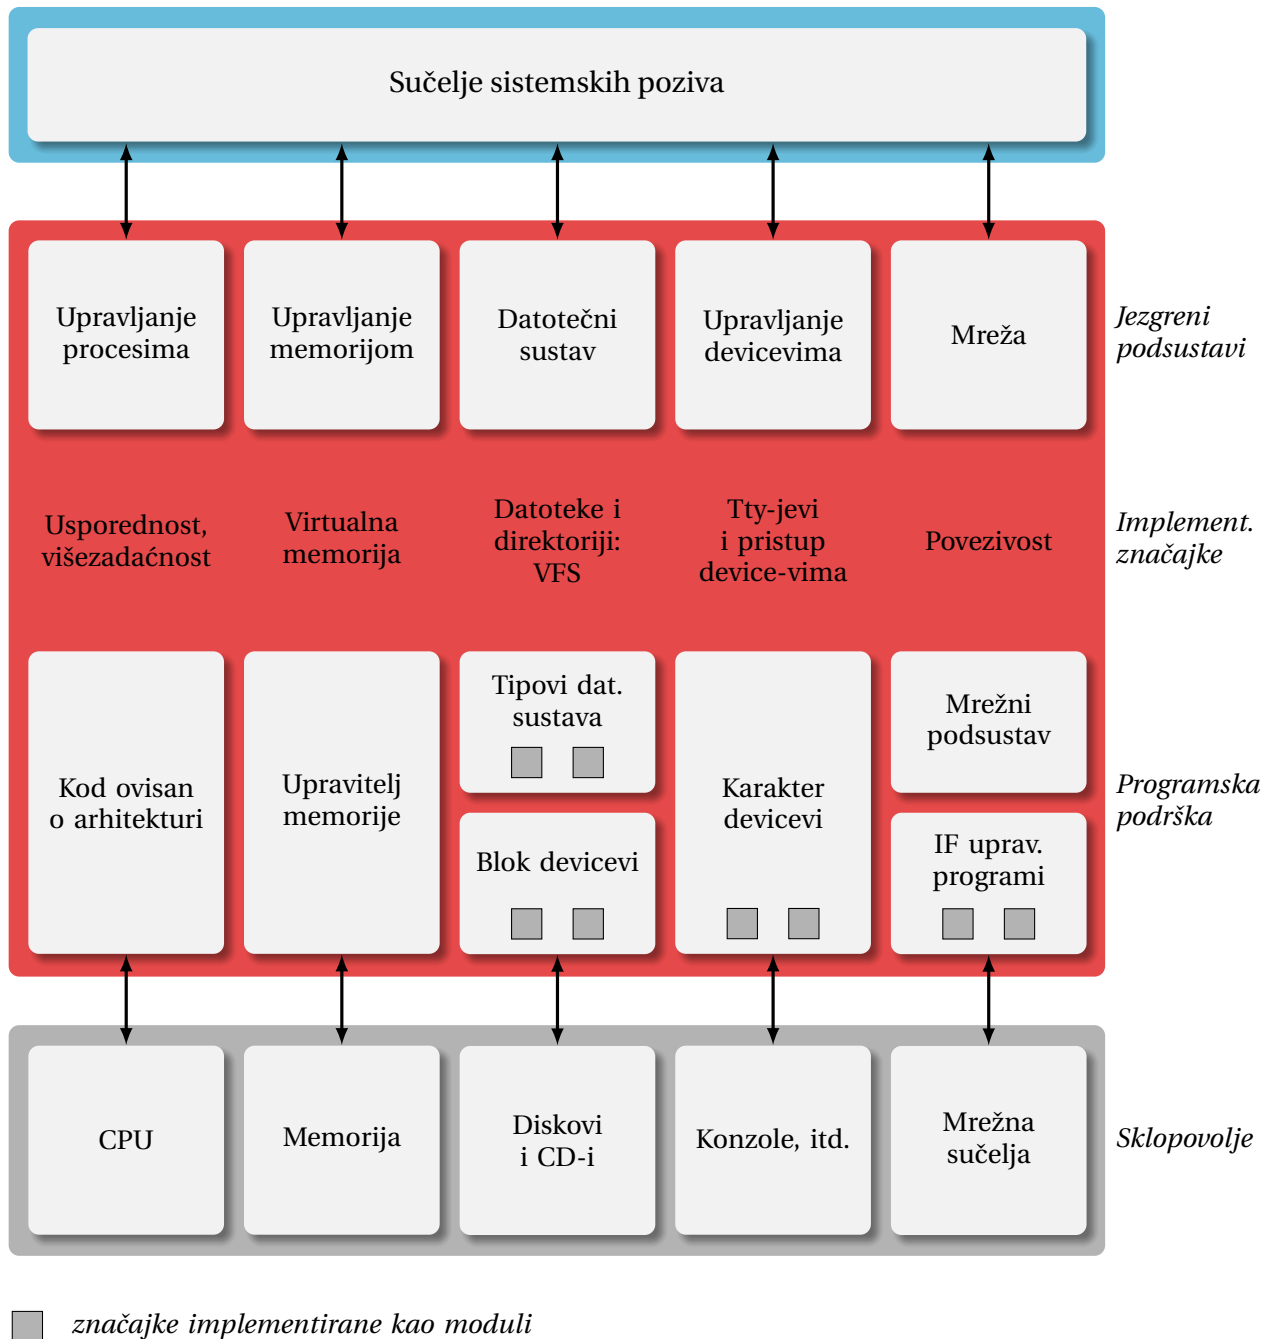 Sučelje sistemskih poziva
Upravljanje
procesima
Upravljanje
memorijom
Datotečni
sustav
Upravljanje
devicevima
Mreža
Jezgreni
podsustavi
Usporednost,
višezadaćnost
Virtualna
memorija
Datoteke i
direktoriji:
VFS
Tty-jevi
i pristup
device-vima
Povezivost
Implement.
značajke
Kod ovisan
o arhitekturi
Upravitelj
memorije
Tipovi dat.
sustava
Blok devicevi
Karakter
devicevi
Mrežni
podsustav
IF uprav.
programi
Programska
podrška
CPU
Memorija
Diskovi
i CD-i
Konzole, itd.
Mrežna
sučelja
Sklopovolje
značajke implementirane kao moduli